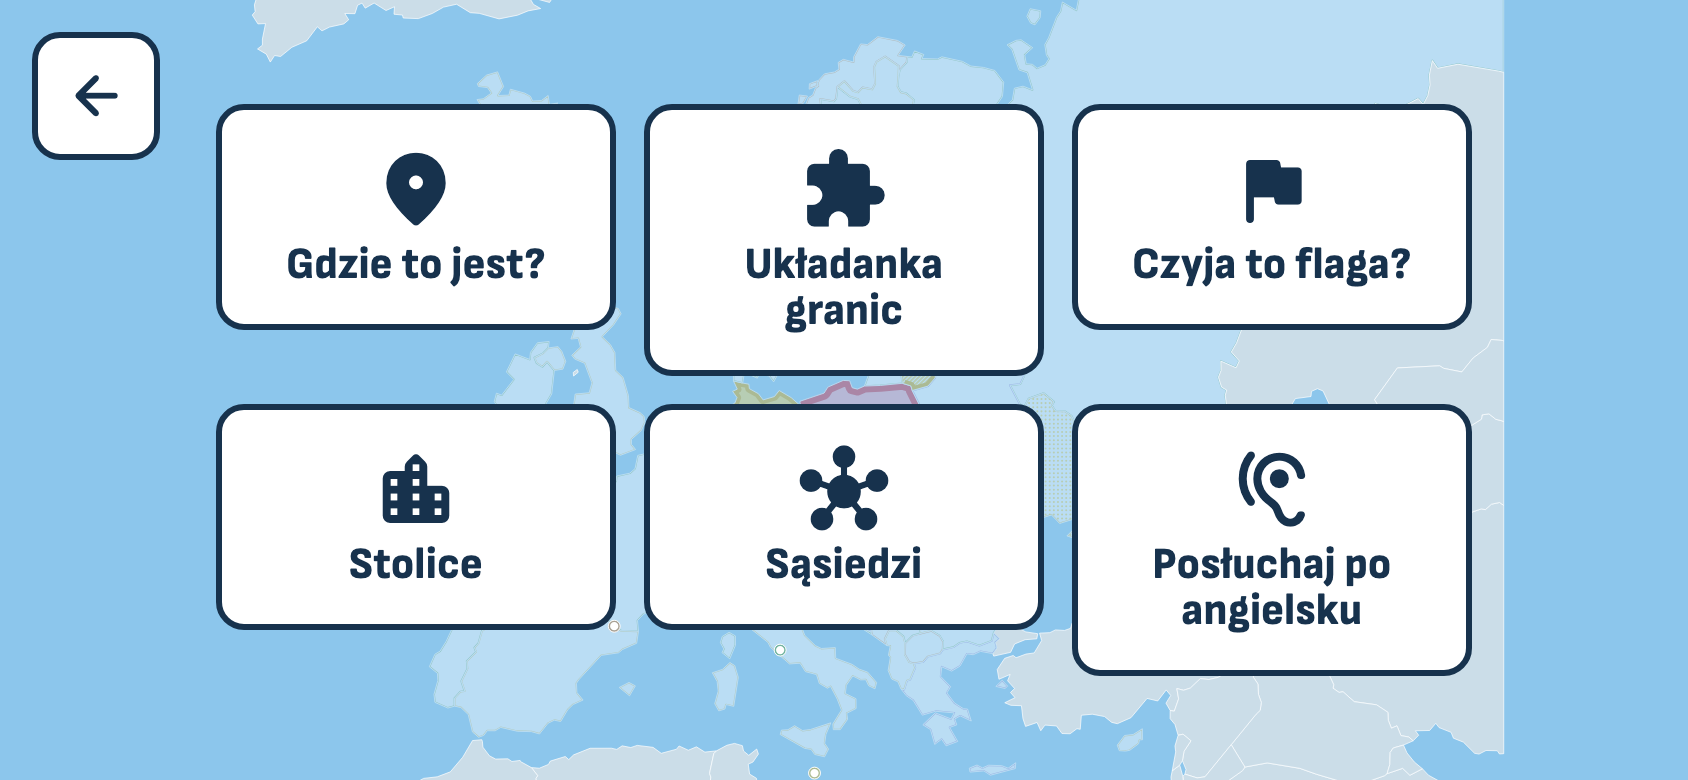 Gdzie to jest?
Układanka
granic
Czyja to flaga?
Stolice
Sąsiedzi
Posłuchaj po
angielsku